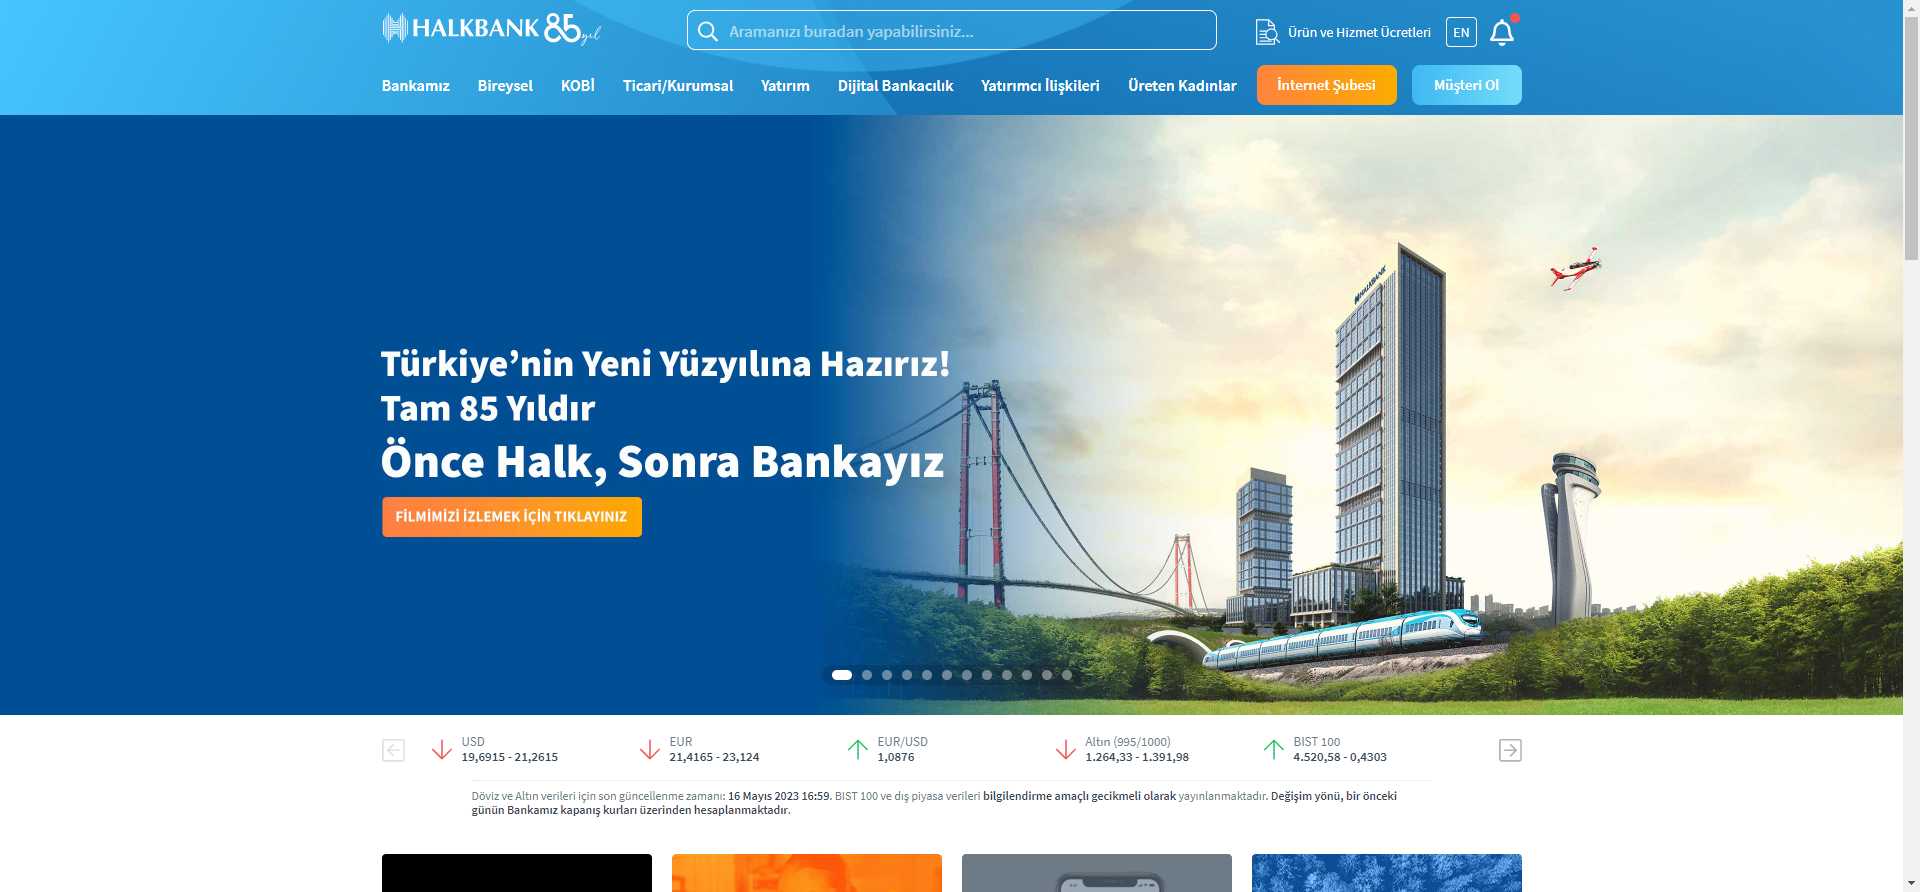 HALKBANK 85 yıl
Aramanızı buradan yapabilirsiniz...
Ürün ve Hizmet Ücretleri
EN
Bankamız
Bireysel
KOBİ
Ticari/Kurumsal
Yatırım
Dijital Bankacılık
Yatırımcı İlişkileri
Üreten Kadınlar
İnternet Şubesi
Müşteri Ol
HALKBANK
Türkiye’nin Yeni Yüzyılına Hazırız!
Tam 85 Yıldır
Önce Halk, Sonra Bankayız
FİLMİMİZİ İZLEMEK İÇİN TIKLAYINIZ
USD
19,6915 - 21,2615
EUR
21,4165 - 23,124
EUR/USD
1,0876
Altın (995/1000)
1.264,33 - 1.391,98
BIST 100
4.520,58 - 0,4303
Döviz ve Altın verileri için son güncellenme zamanı: 16 Mayıs 2023 16:59. BIST 100 ve dış piyasa verileri bilgilendirme amaçlı gecikmeli olarak yayınlanmaktadır. Değişim yönü, bir önceki
günün Bankamız kapanış kurları üzerinden hesaplanmaktadır.